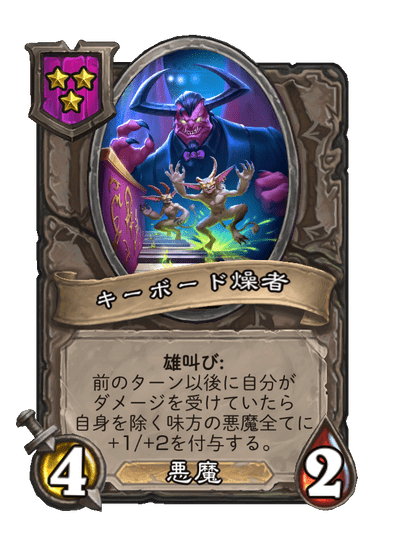 キーボード燥者
雄叫び:
前のターン以後に自分が
ダメージを受けていたら
自身を除く味方の悪魔全てに
+1/+2を付与する。
4
悪魔
2